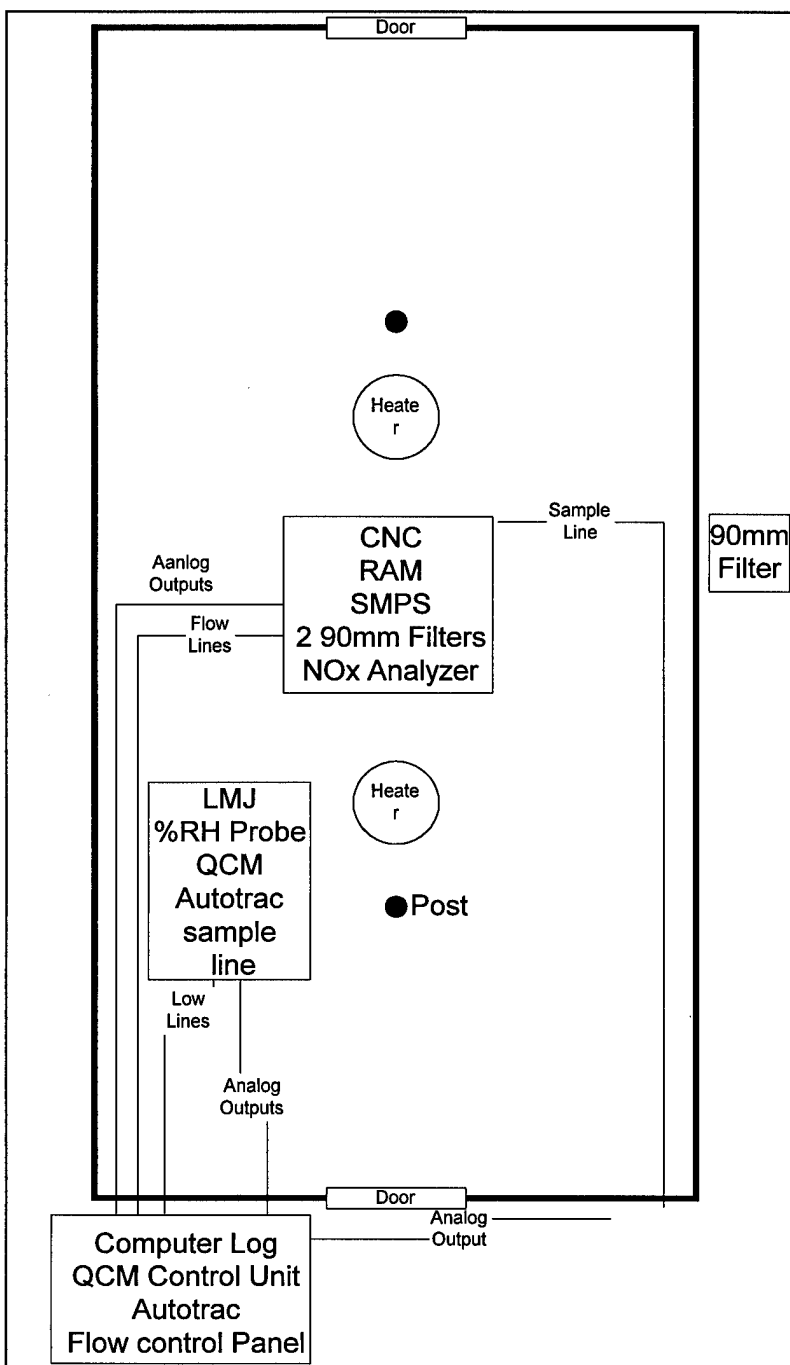 Door
Heate
r
Sample
Line
90mm
Filter
CNC
RAM
SMPS
2 90mm Filters
NOx Analyzer
Aanlog
Outputs
Flow
Lines
Heate
r
LMJ
%RH Probe
QCM
Autotrac
sample
line
Post
Low
Lines
Analog
Outputs
Door
Analog
Output
Computer Log
QCM Control Unit
Autotrac
Flow control Panel